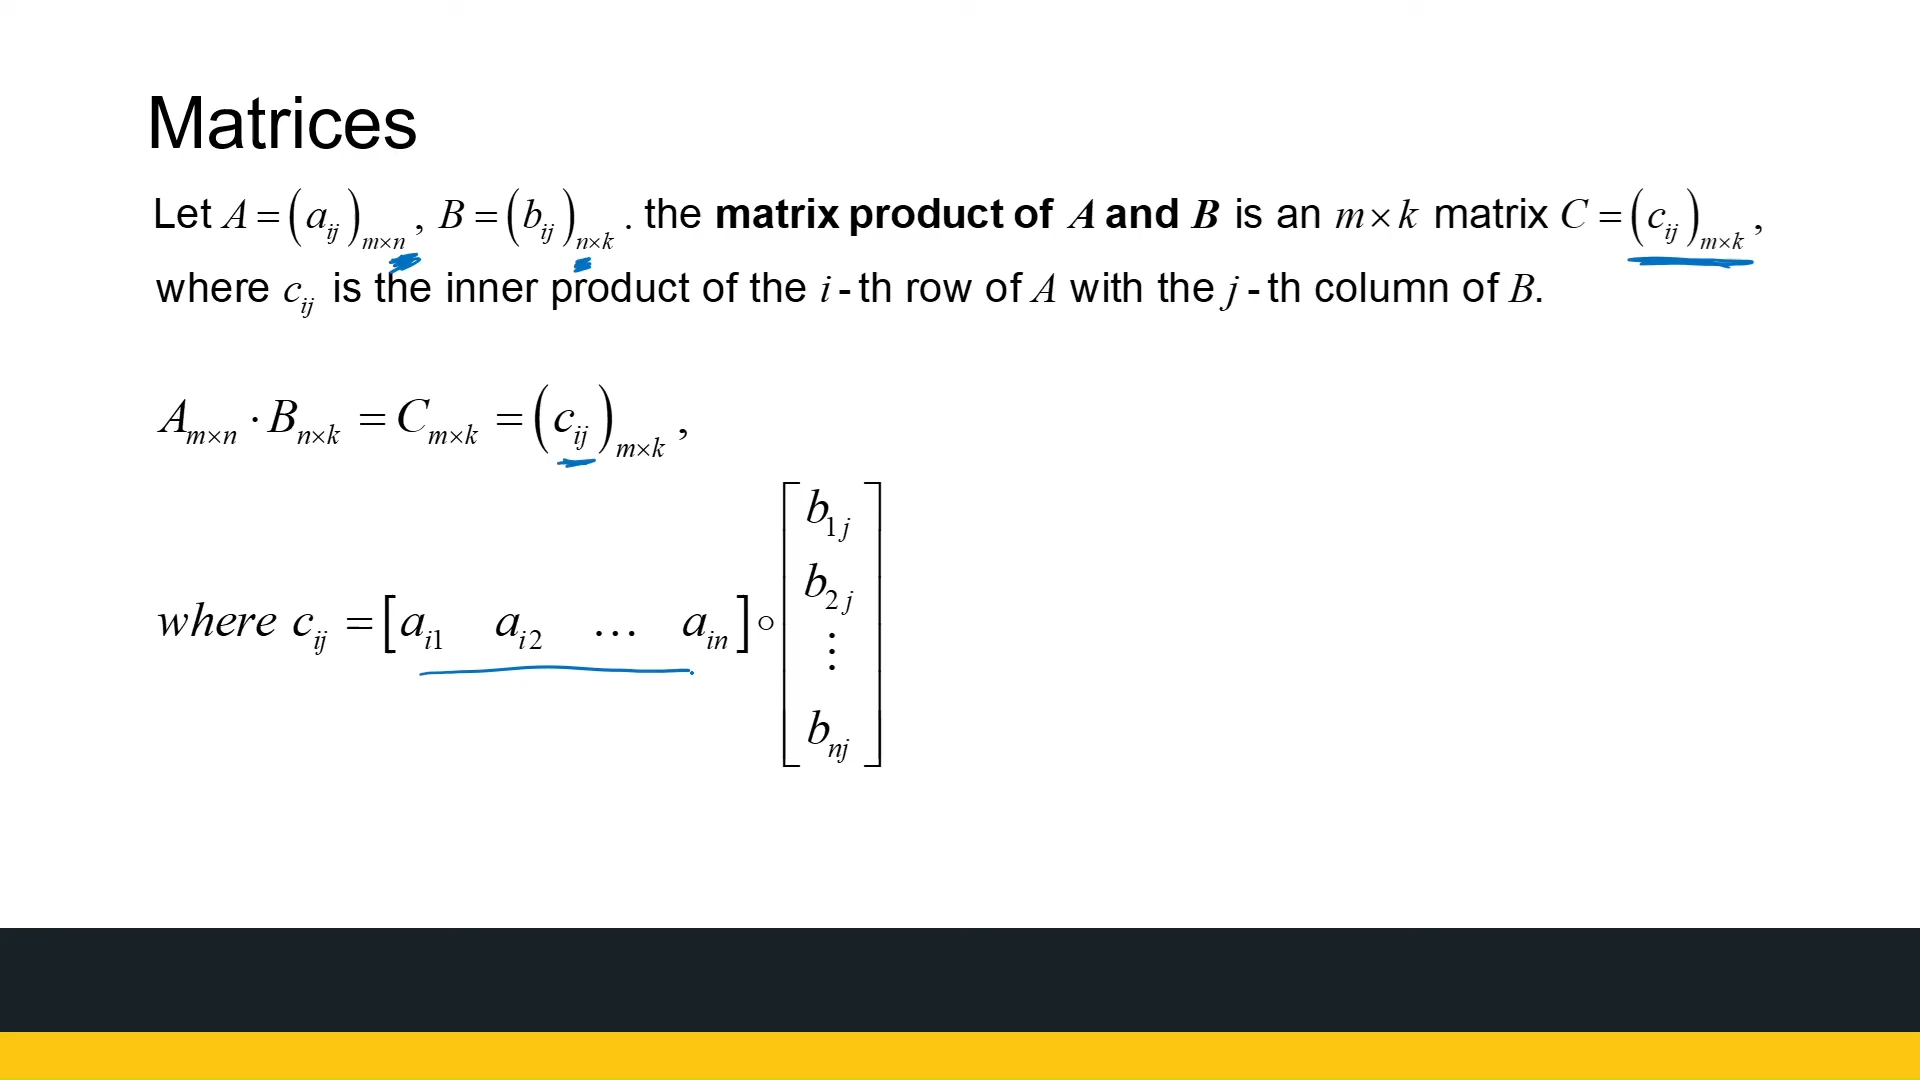 Matrices
Let A = (a_ij)_m×n , B = (b_ij)_n×k . the matrix product of A and B is an m × k matrix C = (c_ij)_m×k ,
where c_ij is the inner product of the i - th row of A with the j - th column of B.
A_m×n · B_n×k = C_m×k = (c_ij)_m×k ,
where c_ij = [a_i1 a_i2 … a_in] ∘ [b_1j b_2j ⋮ b_nj]